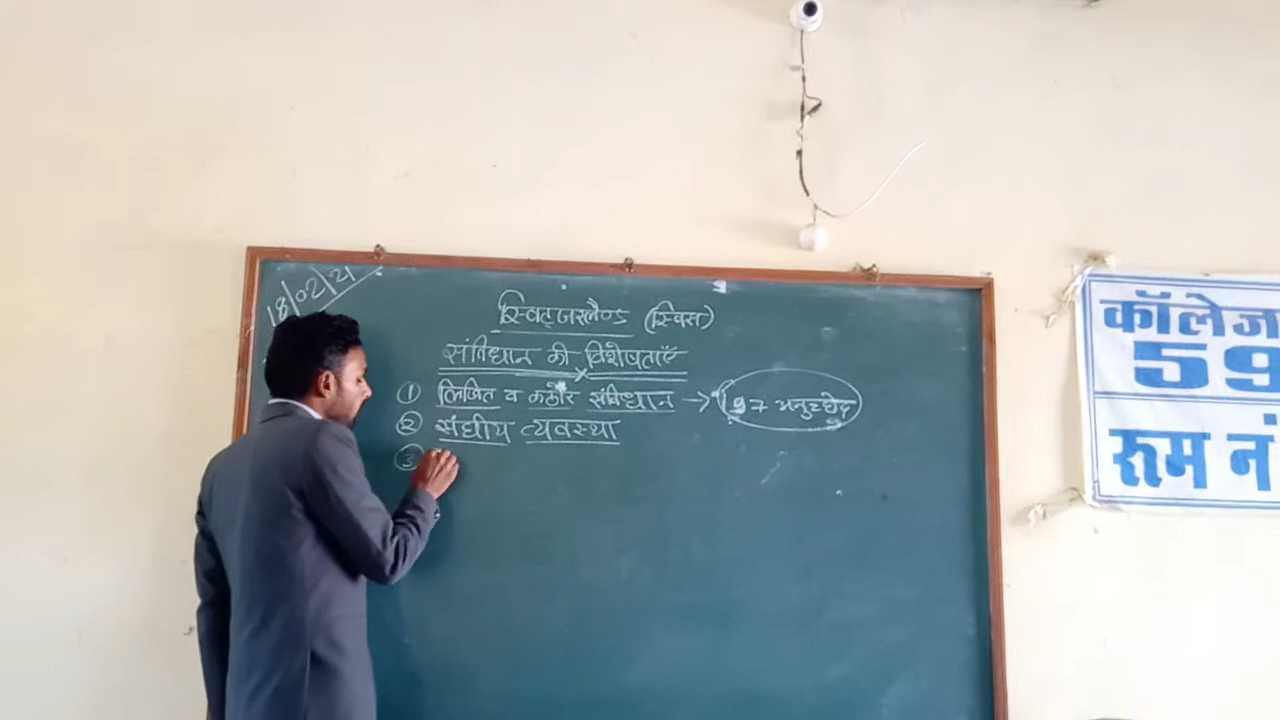 18/02/21
स्विट्जरलैण्ड (स्विस)
संविधान की विशेषताएँ
① लिखित व कठोर संविधान → 197 अनुच्छेद
② संघीय व्यवस्था
③
कॉलेज
59
रूम नं